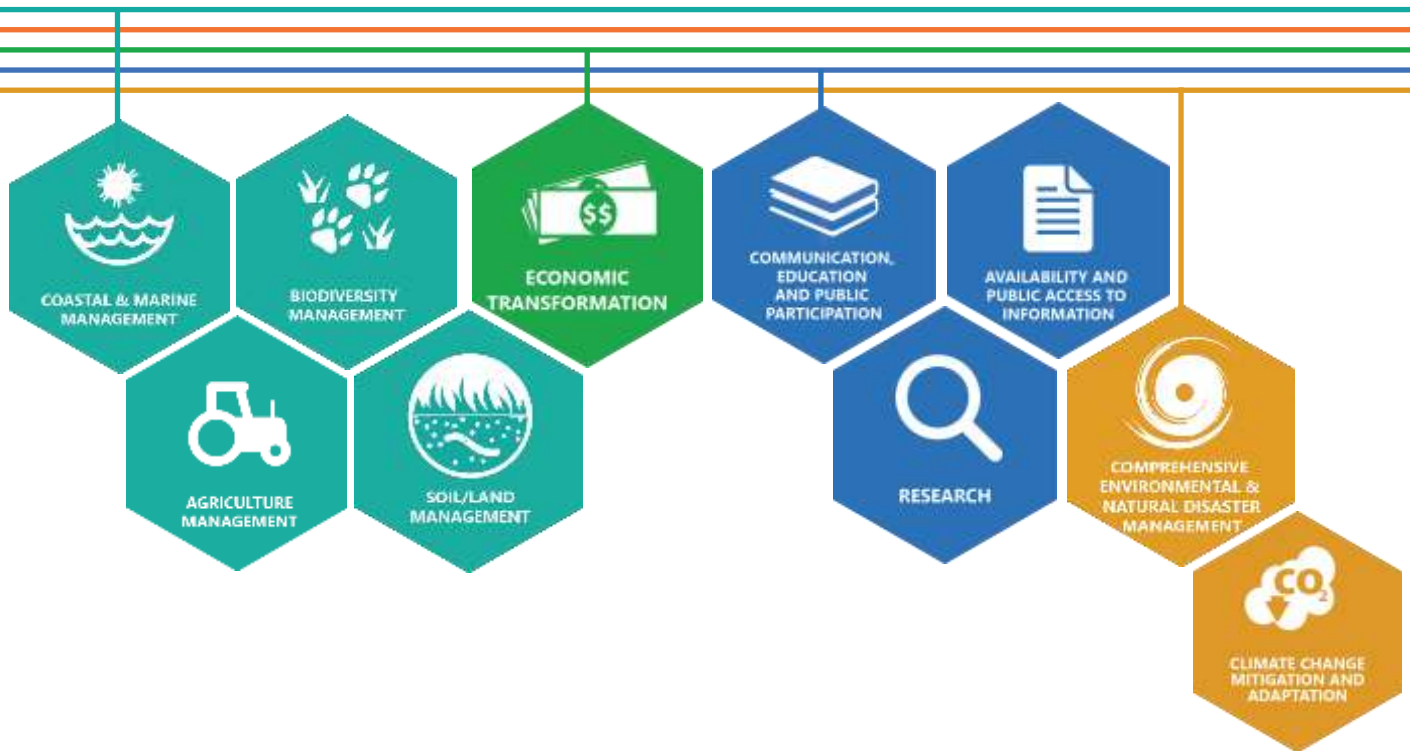 COASTAL & MARINE
MANAGEMENT
BIODIVERSITY
MANAGEMENT
$$
ECONOMIC
TRANSFORMATION
COMMUNICATION,
EDUCATION
AND PUBLIC
PARTICIPATION
AVAILABILITY AND
PUBLIC ACCESS TO
INFORMATION
AGRICULTURE
MANAGEMENT
SOIL/LAND
MANAGEMENT
RESEARCH
COMPREHENSIVE
ENVIRONMENTAL &
NATURAL DISASTER
MANAGEMENT
CO2
CLIMATE CHANGE
MITIGATION AND
ADAPTATION